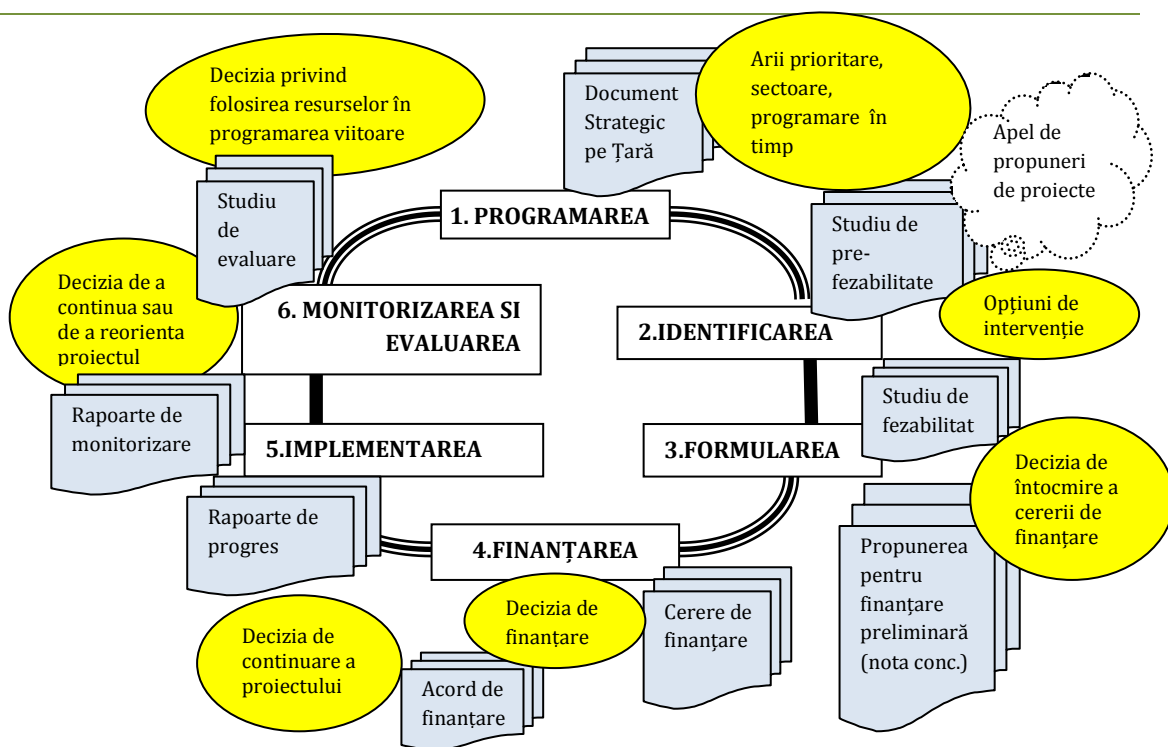 Decizia privind
folosirea resurselor în
programarea viitoare
Document
Strategic
pe Țară
Arii prioritare,
sectoare,
programare în
timp
Apel de
propuneri
de proiecte
Studiu
de
evaluare
1. PROGRAMAREA
Studiu de
pre-
fezabilitate
Decizia de a
continua sau
de a reorienta
proiectul
6. MONITORIZAREA SI
EVALUAREA
2.IDENTIFICAREA
Opțiuni de
intervenție
Rapoarte de
monitorizare
5.IMPLEMENTAREA
3.FORMULAREA
Studiu de
fezabilitat
Decizia de
întocmire a
cererii de
finanțare
Rapoarte de
progres
4.FINANȚAREA
Propunerea
pentru
finanțare
preliminară
(nota conc.)
Decizia de
continuare a
proiectului
Decizia de
finanțare
Cerere de
finanțare
Acord de
finanțare